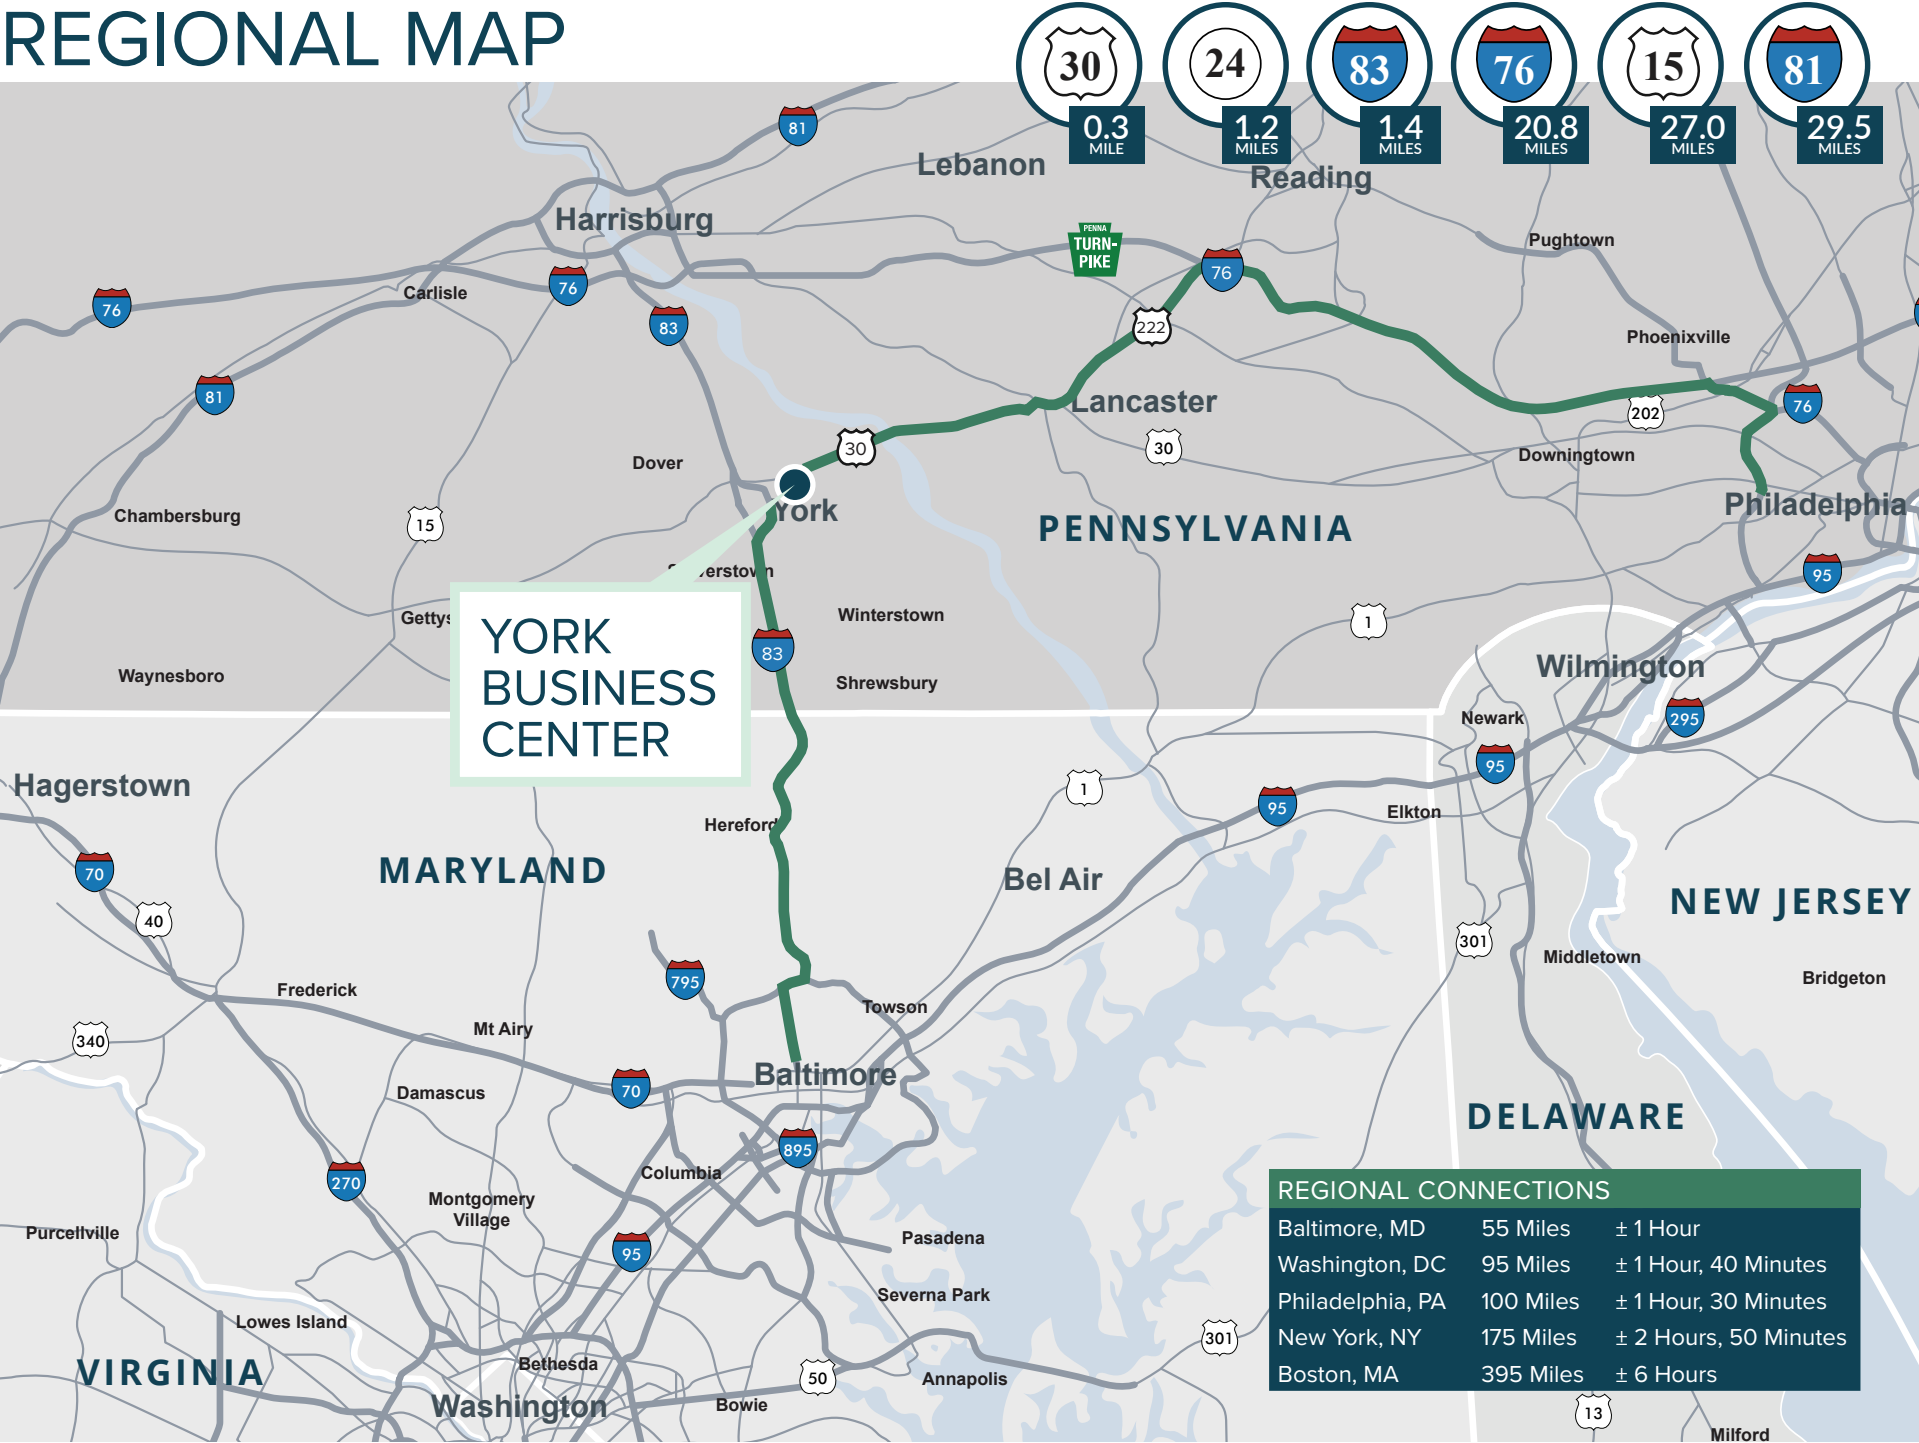 REGIONAL MAP
30
24
83
76
15
81
0.3
MILE
1.2
MILES
1.4
MILES
20.8
MILES
27.0
MILES
29.5
MILES
81
Lebanon
Reading
Harrisburg
PENNA
TURN-
PIKE
Pughtown
76
76
76
Carlisle
83
222
Phoenixville
81
Lancaster
202
76
30
30
Dover
Downingtown
York
Philadelphia
Chambersburg
15
PENNSYLVANIA
95
Winterstown
1
YORK
BUSINESS
CENTER
83
Waynesboro
Shrewsbury
Wilmington
Newark
295
95
Hagerstown
1
95
Elkton
Hereford
70
MARYLAND
Bel Air
NEW JERSEY
40
301
Middletown
795
Bridgeton
Frederick
Towson
Mt Airy
340
Baltimore
70
Damascus
DELAWARE
895
Columbia
270
Montgomery
Village
Purcellville
95
Pasadena
Severna Park
Lowes Island
301
VIRGINIA
Bethesda
50
Annapolis
Washington
Bowie
REGIONAL CONNECTIONS
Baltimore, MD 55 Miles ± 1 Hour
Washington, DC 95 Miles ± 1 Hour, 40 Minutes
Philadelphia, PA 100 Miles ± 1 Hour, 30 Minutes
New York, NY 175 Miles ± 2 Hours, 50 Minutes
Boston, MA 395 Miles ± 6 Hours
13
Milford